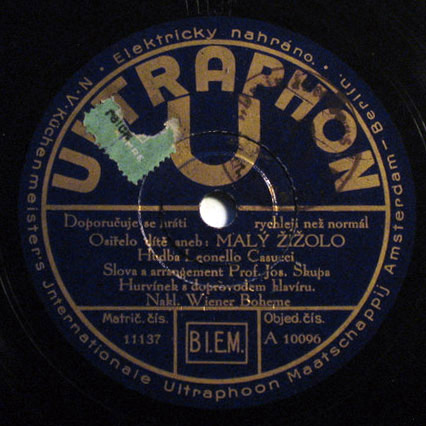 Elektricky nahráno.
N·V·Küchenmeister's Internationale Ultraphoon Maatschappij Amsterdam–Berlin.
ULTRAPHON
U
Doporučuje se hráti rychleji než normál
Osiřelo dítě aneb: MALÝ ŽIŽOLO
Hudba Leonello Casucci
Slova a arrangement Prof. Jos. Skupa
Hurvínek s doprovodem klavíru.
Nakl. Wiener Boheme
Matrič. čís. Objed. čís.
11137 B.I.E.M. A 10096